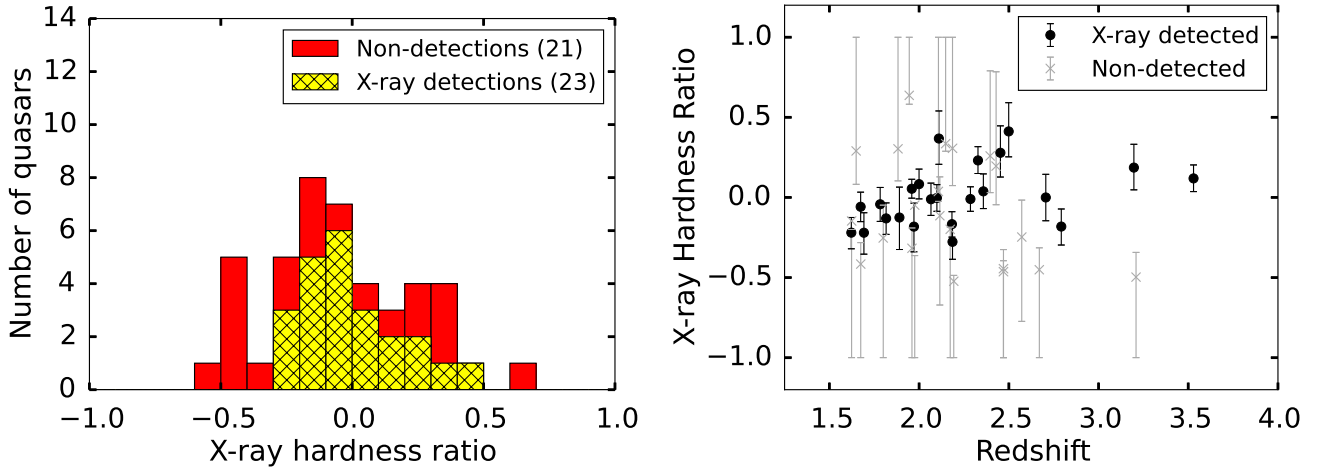 14
12
10
8
6
4
2
0
−1.0 −0.5 0.0 0.5 1.0
X-ray hardness ratio
Number of quasars
Non-detections (21)
X-ray detections (23)
1.0
0.5
0.0
−0.5
−1.0
1.5 2.0 2.5 3.0 3.5 4.0
Redshift
X-ray Hardness Ratio
X-ray detected
Non-detected